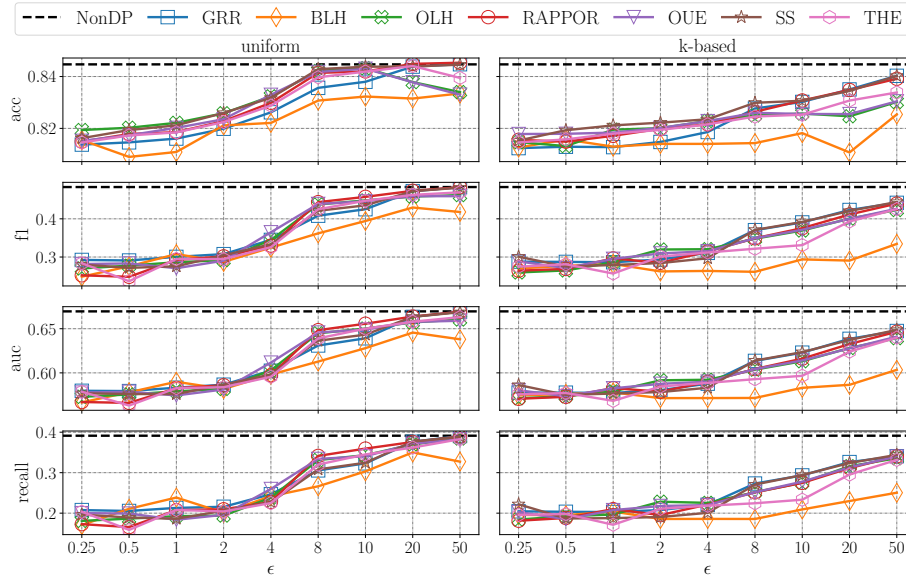 NonDP GRR BLH OLH RAPPOR OUE SS THE
uniform k-based
acc
0.84
0.82
f1
0.4
0.3
auc
0.65
0.60
recall
0.4
0.3
0.2
0.25 0.5 1 2 4 8 10 20 50
0.25 0.5 1 2 4 8 10 20 50
ϵ ϵ